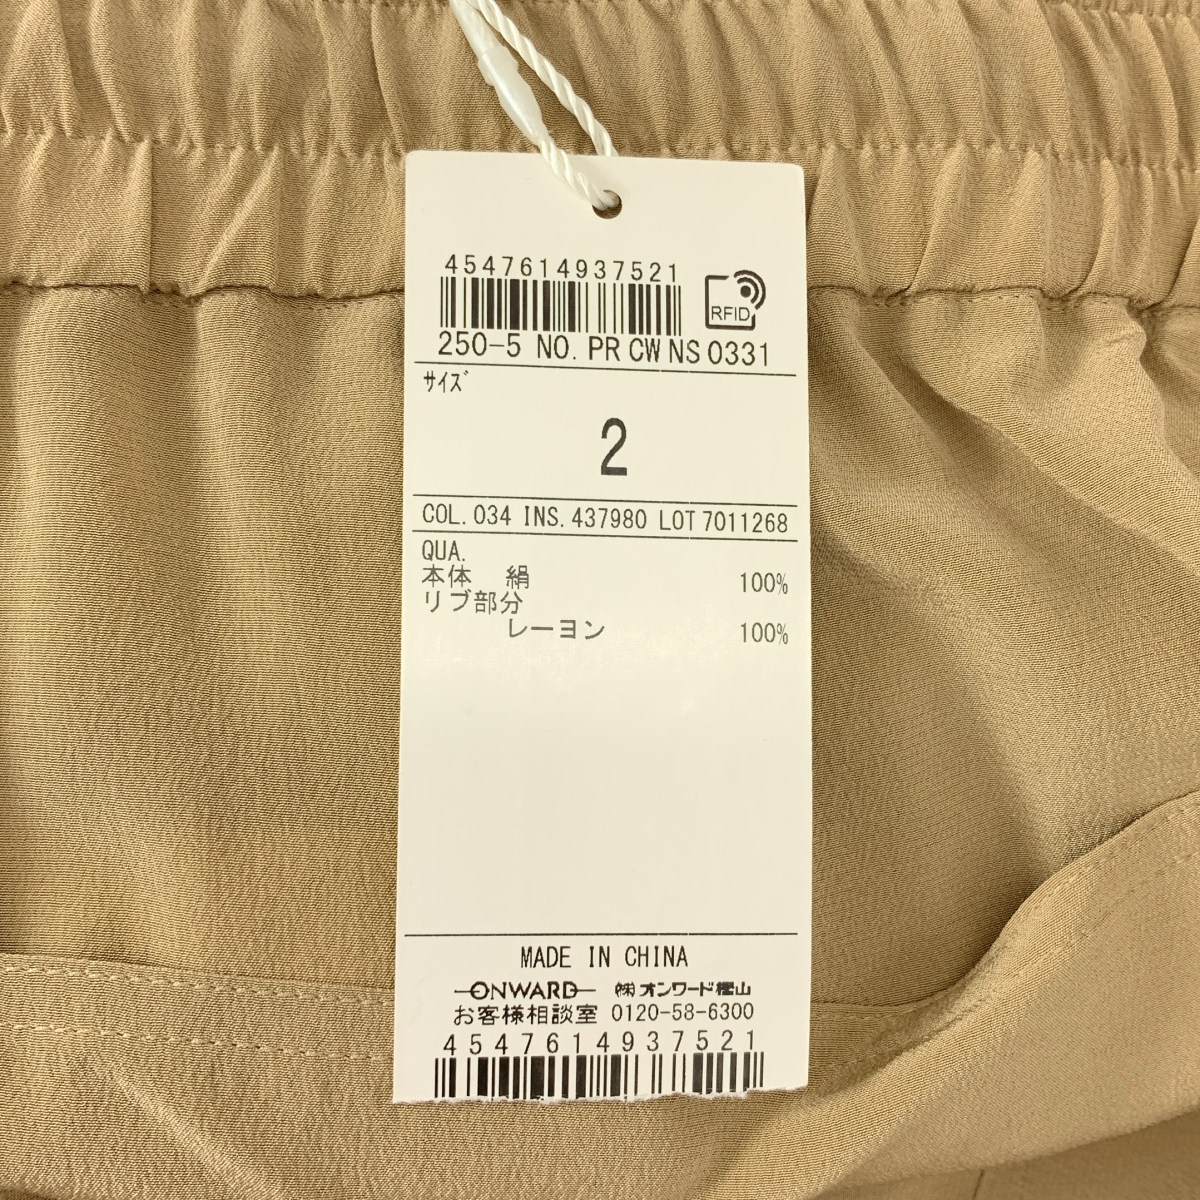 4547614937521
RFID
250-5 NO. PR CW NS 0331
サイズ
2
COL. 034 INS. 437980 LOT 7011268
QUA.
本体 絹 100%
リブ部分
レーヨン 100%
MADE IN CHINA
ONWARD ㈱オンワード樫山
お客様相談室 0120-58-6300
4547614937521